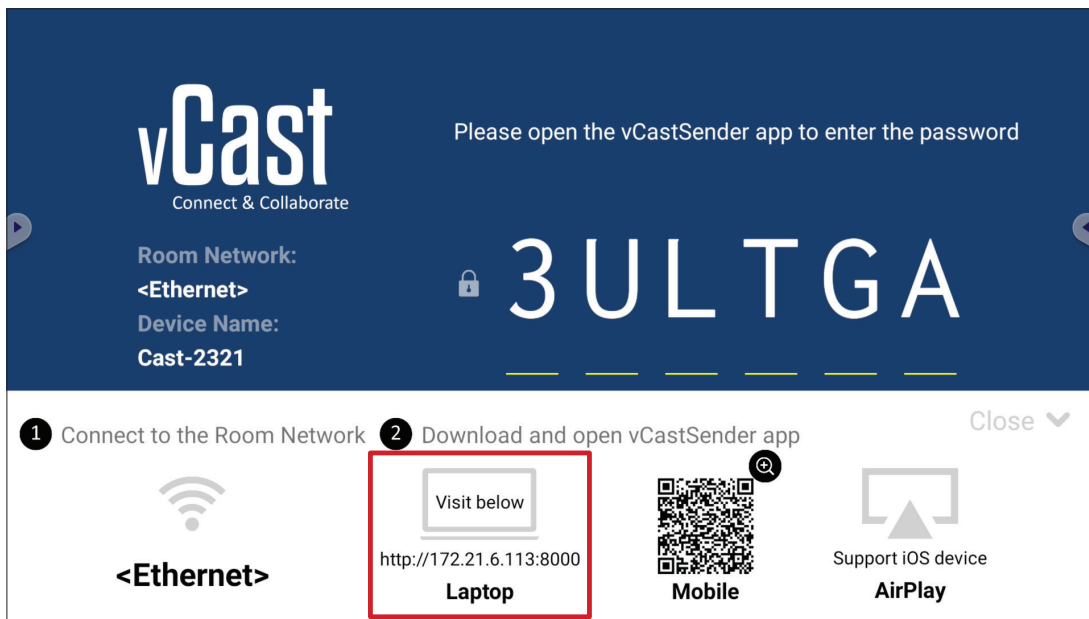 vCast
Connect & Collaborate
Please open the vCastSender app to enter the password
Room Network:
<Ethernet>
Device Name:
Cast-2321
3ULTGA
1 Connect to the Room Network
2 Download and open vCastSender app
Close
<Ethernet>
Visit below
http://172.21.6.113:8000
Laptop
Mobile
Support iOS device
AirPlay